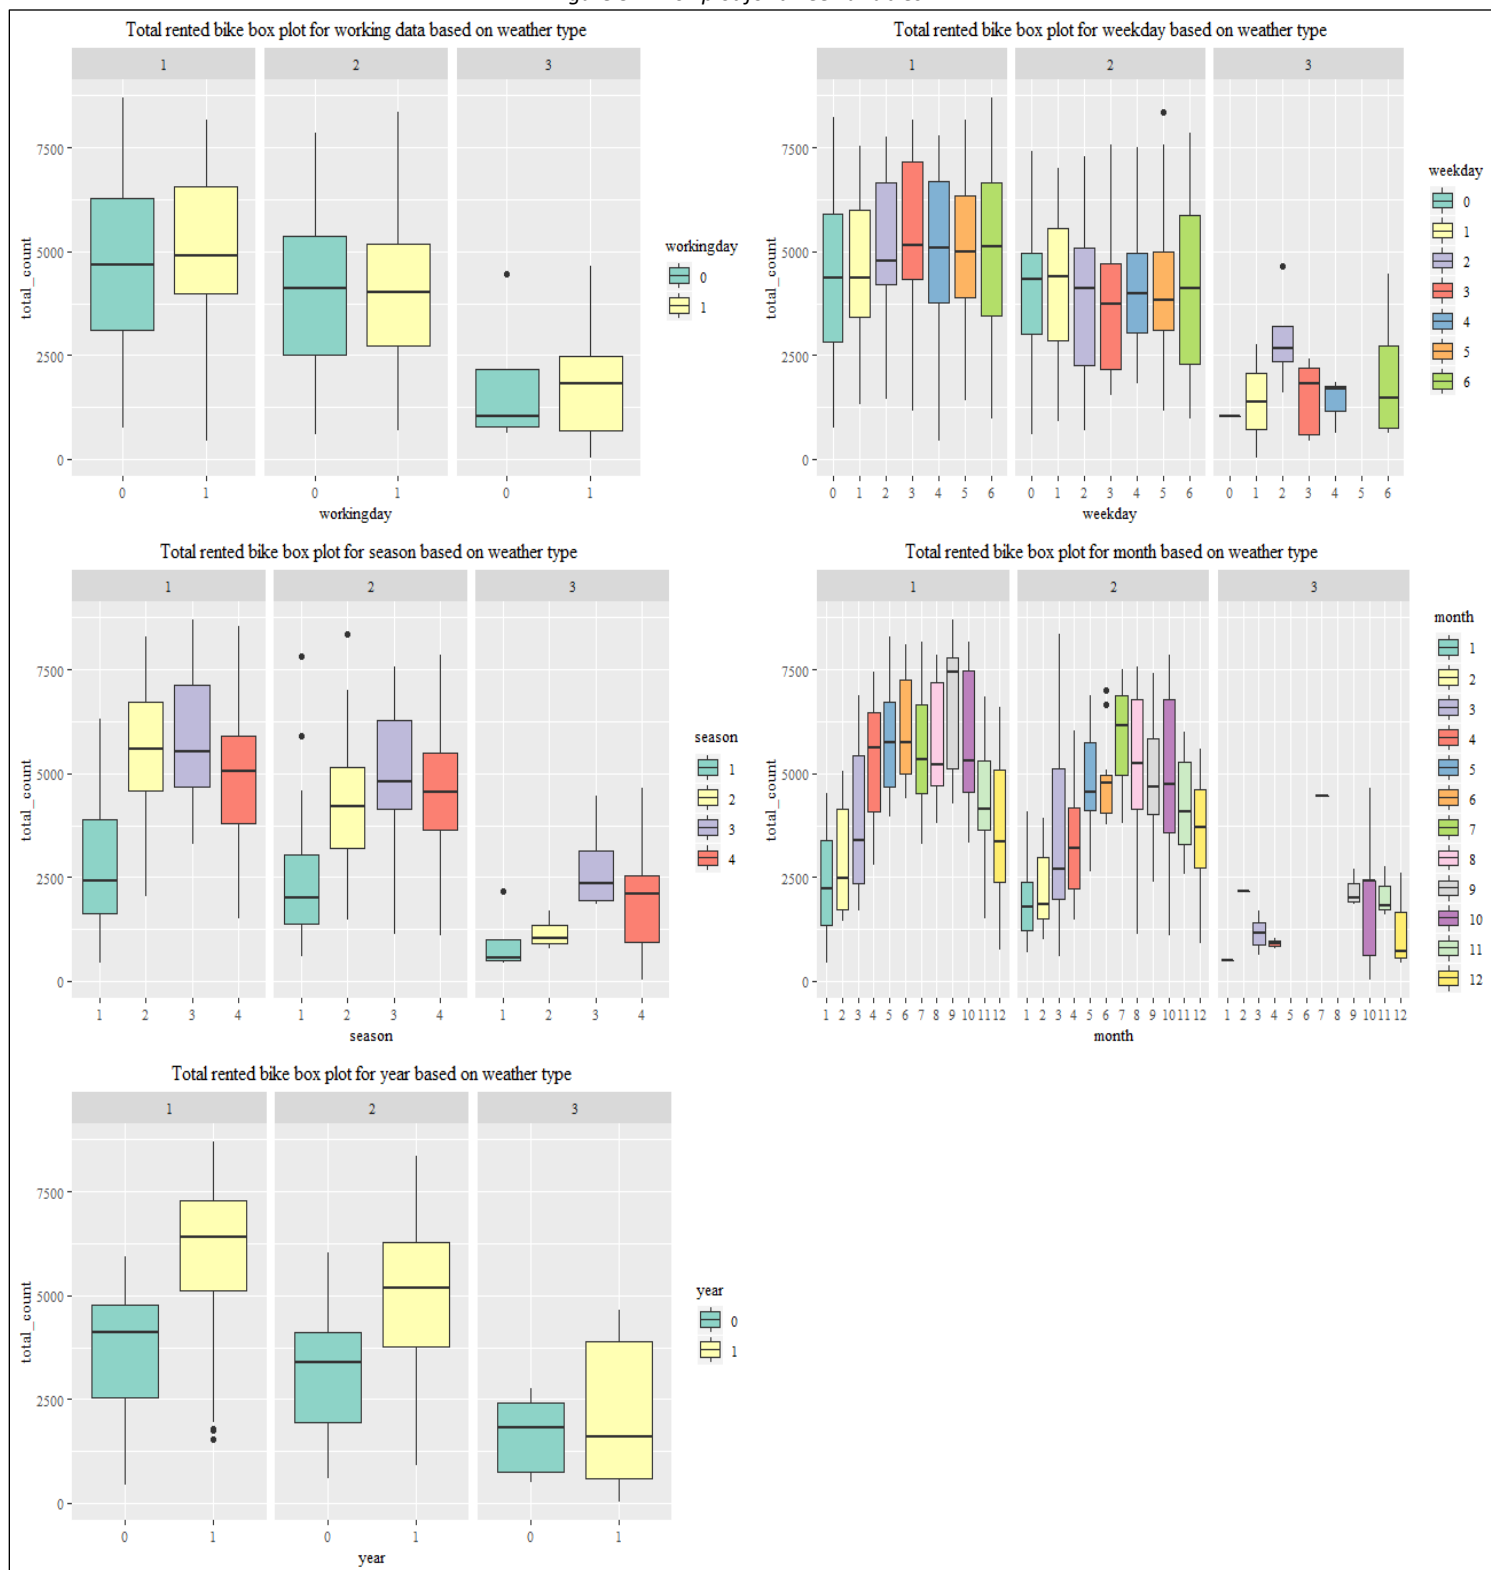 Total rented bike box plot for working data based on weather type
1 2 3
total_count
7500
5000
2500
0
0 1 0 1 0 1
workingday
workingday
0
1
Total rented bike box plot for weekday based on weather type
1 2 3
total_count
7500
5000
2500
0
0 1 2 3 4 5 6 0 1 2 3 4 5 6 0 1 2 3 4 5 6
weekday
weekday
0
1
2
3
4
5
6
Total rented bike box plot for season based on weather type
1 2 3
total_count
7500
5000
2500
0
1 2 3 4 1 2 3 4 1 2 3 4
season
season
1
2
3
4
Total rented bike box plot for month based on weather type
1 2 3
total_count
7500
5000
2500
0
1 2 3 4 5 6 7 8 9 10 11 12 1 2 3 4 5 6 7 8 9 10 11 12 1 2 3 4 5 6 7 8 9 10 11 12
month
month
1
2
3
4
5
6
7
8
9
10
11
12
Total rented bike box plot for year based on weather type
1 2 3
total_count
7500
5000
2500
0
0 1 0 1 0 1
year
year
0
1